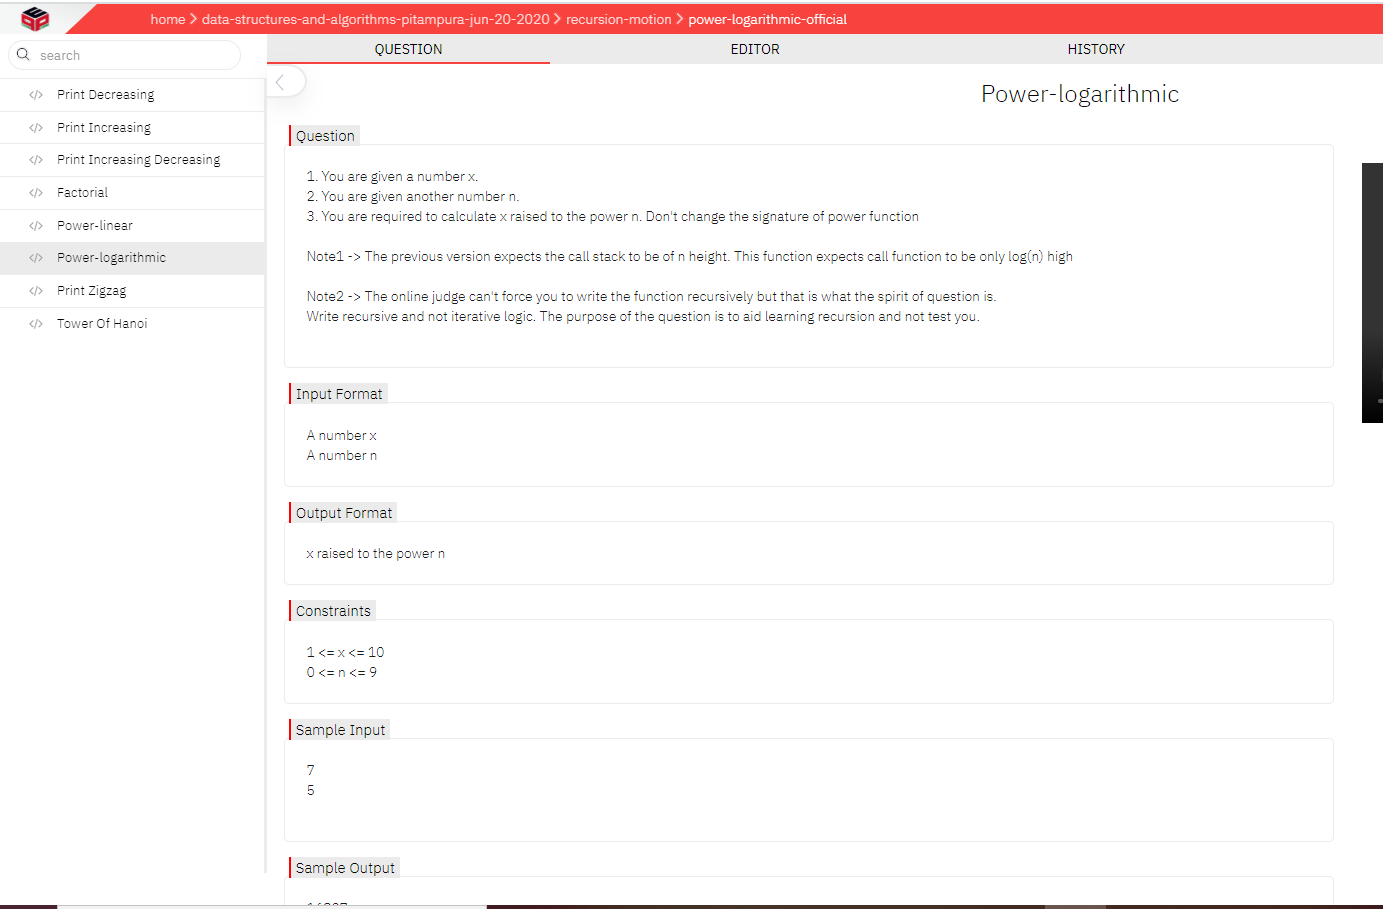 home > data-structures-and-algorithms-pitampura-jun-20-2020 > recursion-motion > power-logarithmic-official
search
QUESTION EDITOR HISTORY
Print Decreasing
Print Increasing
Print Increasing Decreasing
Factorial
Power-linear
Power-logarithmic
Print Zigzag
Tower Of Hanoi
Power-logarithmic
Question
1. You are given a number x.
2. You are given another number n.
3. You are required to calculate x raised to the power n. Don't change the signature of power function
Note1 -> The previous version expects the call stack to be of n height. This function expects call function to be only log(n) high
Note2 -> The online judge can't force you to write the function recursively but that is what the spirit of question is.
Write recursive and not iterative logic. The purpose of the question is to aid learning recursion and not test you.
Input Format
A number x
A number n
Output Format
x raised to the power n
Constraints
1 <= x <= 10
0 <= n <= 9
Sample Input
7
5
Sample Output